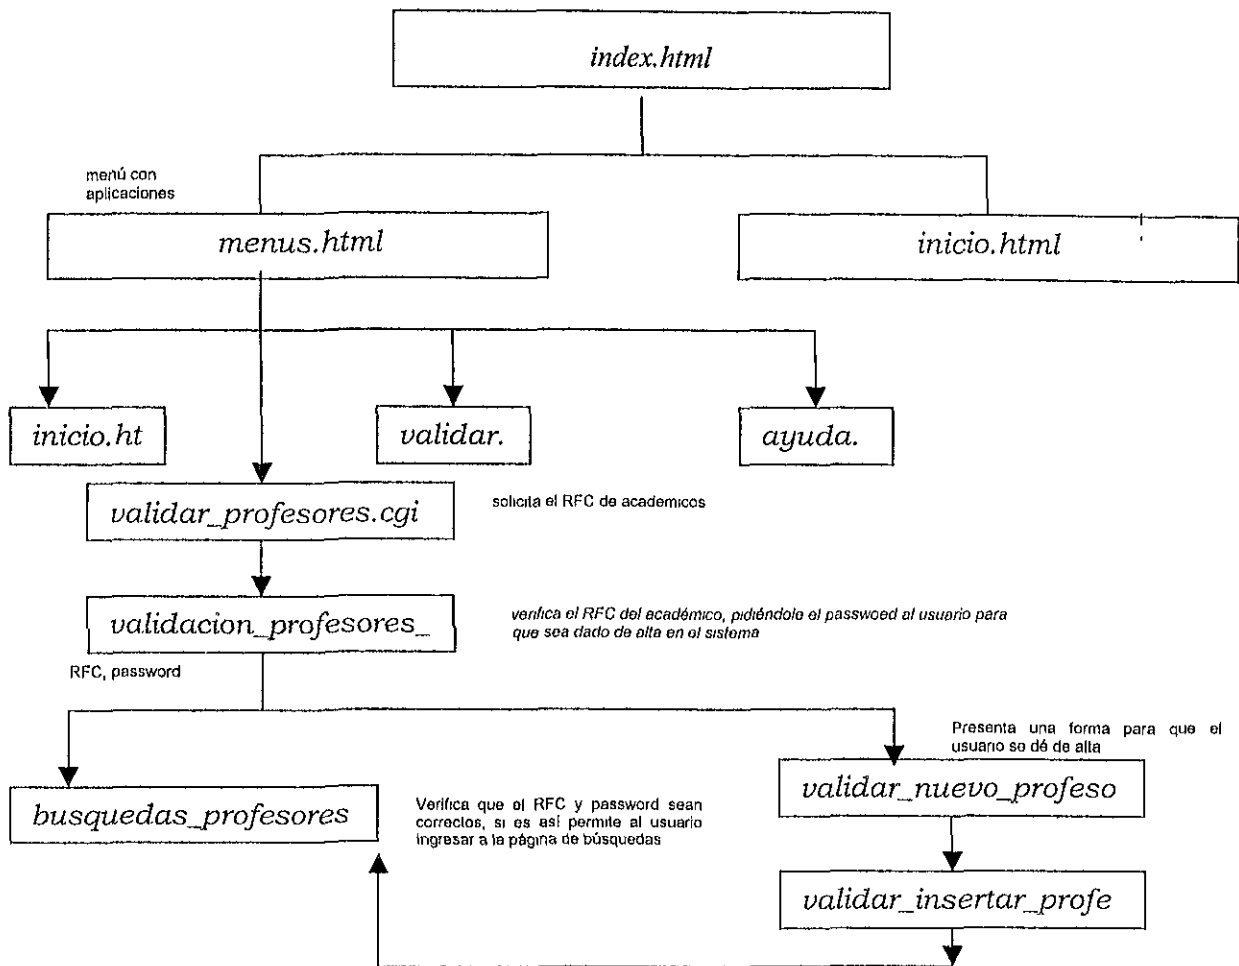 index.html
menú con
aplicaciones
menus.html
inicio.html
inicio.ht
validar.
ayuda.
validar_profesores.cgi
solicita el RFC de academicos
validacion_profesores_
verifica el RFC del académico, pidiéndole el passwoed al usuario para
que sea dado de alta en el sistema
RFC, password
Presenta una forma para que el
usuario se dé de alta
validar_nuevo_profeso
busquedas_profesores
Verifica que el RFC y password sean
correctos, si es así permite al usuario
ingresar a la página de búsquedas
validar_insertar_profe